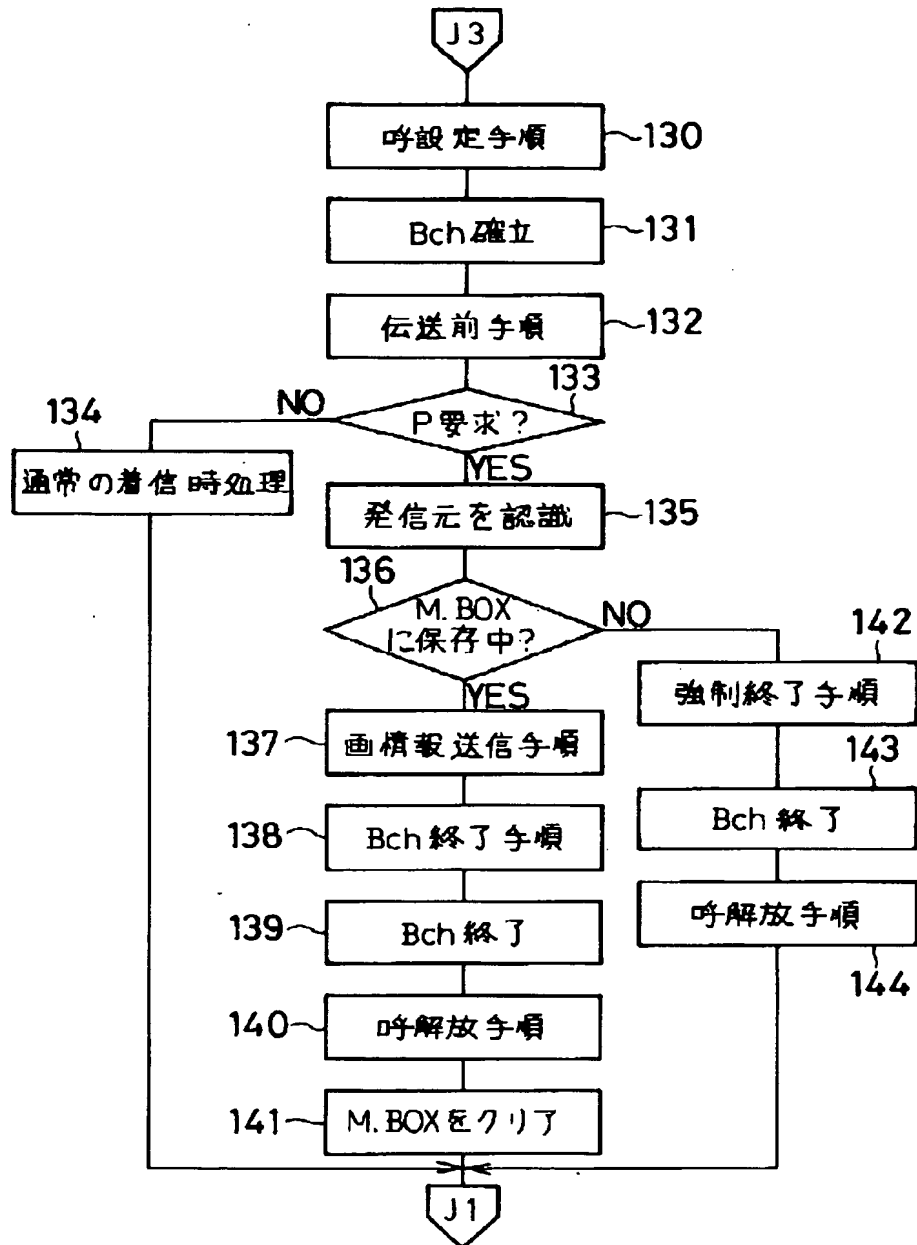 J3
呼設定手順
130
Bch確立
131
伝送前手順
132
133
P要求?
NO
YES
134
通常の着信時処理
発信元を認識
135
136
M.BOX
に保存中?
NO
YES
142
強制終了手順
137
画情報送信手順
143
Bch終了
138
Bch終了手順
呼解放手順
144
139
Bch終了
140
呼解放手順
141
M.BOXをクリア
J1